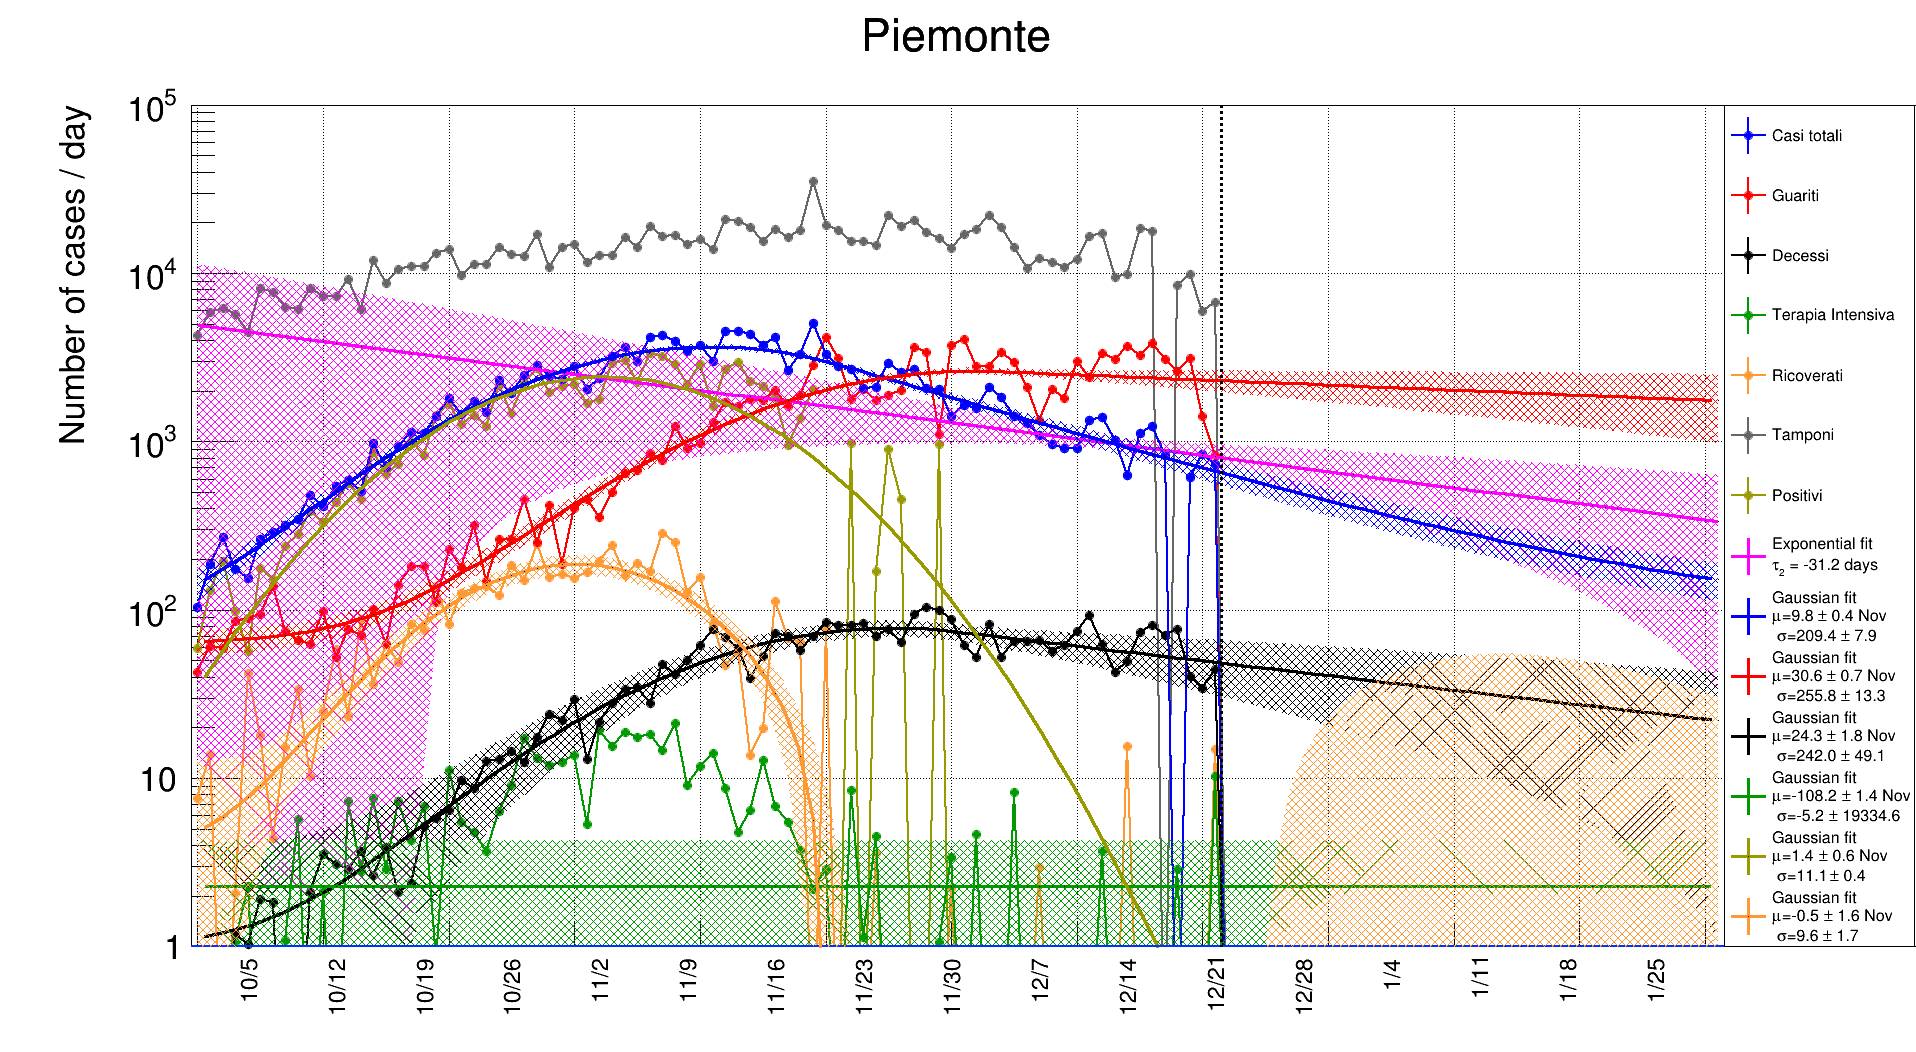 Piemonte
Number of cases / day
10^5
10^4
10^3
10^2
10
1
10/5
10/12
10/19
10/26
11/2
11/9
11/16
11/23
11/30
12/7
12/14
12/21
12/28
1/4
1/11
1/18
1/25
Casi totali
Guariti
Decessi
Terapia Intensiva
Ricoverati
Tamponi
Positivi
Exponential fit
τ₂ = -31.2 days
Gaussian fit
μ=9.8 ± 0.4 Nov
σ=209.4 ± 7.9
Gaussian fit
μ=30.6 ± 0.7 Nov
σ=255.8 ± 13.3
Gaussian fit
μ=24.3 ± 1.8 Nov
σ=242.0 ± 49.1
Gaussian fit
μ=-108.2 ± 1.4 Nov
σ=-5.2 ± 19334.6
Gaussian fit
μ=1.4 ± 0.6 Nov
σ=11.1 ± 0.4
Gaussian fit
μ=-0.5 ± 1.6 Nov
σ=9.6 ± 1.7